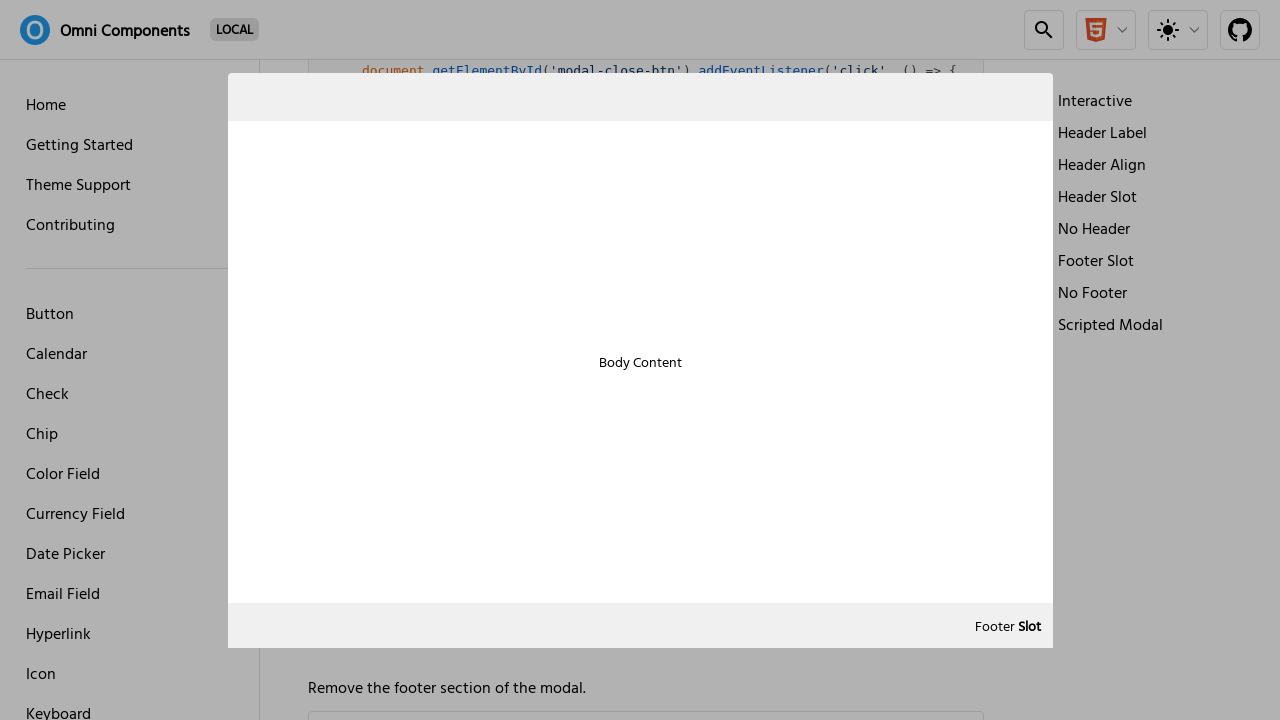 Omni Components
LOCAL
document.getElementById('modal-close-btn').addEventListener('click', () => {
Home
Getting Started
Theme Support
Contributing
Button
Calendar
Check
Chip
Color Field
Currency Field
Date Picker
Email Field
Hyperlink
Icon
Keyboard
Body Content
Footer Slot
Remove the footer section of the modal.
Interactive
Header Label
Header Align
Header Slot
No Header
Footer Slot
No Footer
Scripted Modal